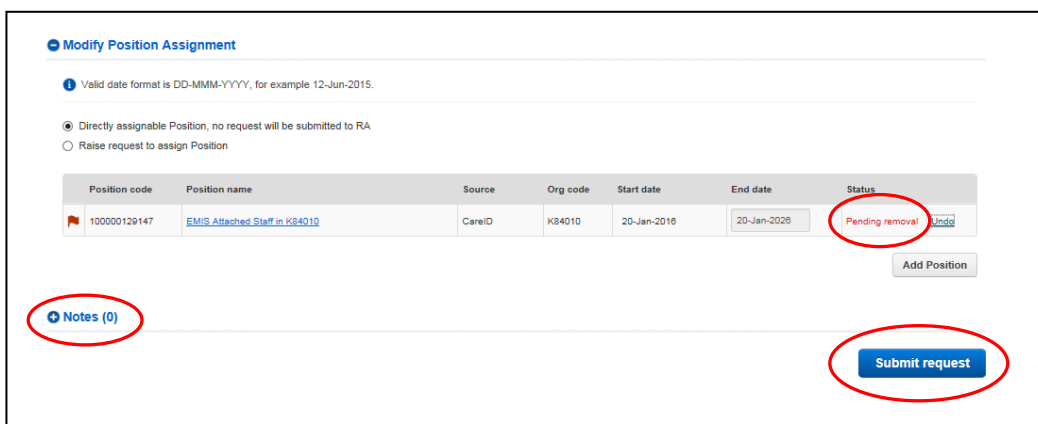 Modify Position Assignment
Valid date format is DD-MMM-YYYY, for example 12-Jun-2015.
Directly assignable Position, no request will be submitted to RA
Raise request to assign Position
Position code Position name Source Org code Start date End date Status
100000129147 EMIS Attached Staff in K84010 CareID K84010 20-Jan-2016 20-Jan-2026 Pending removal Undo
Add Position
Notes (0)
Submit request